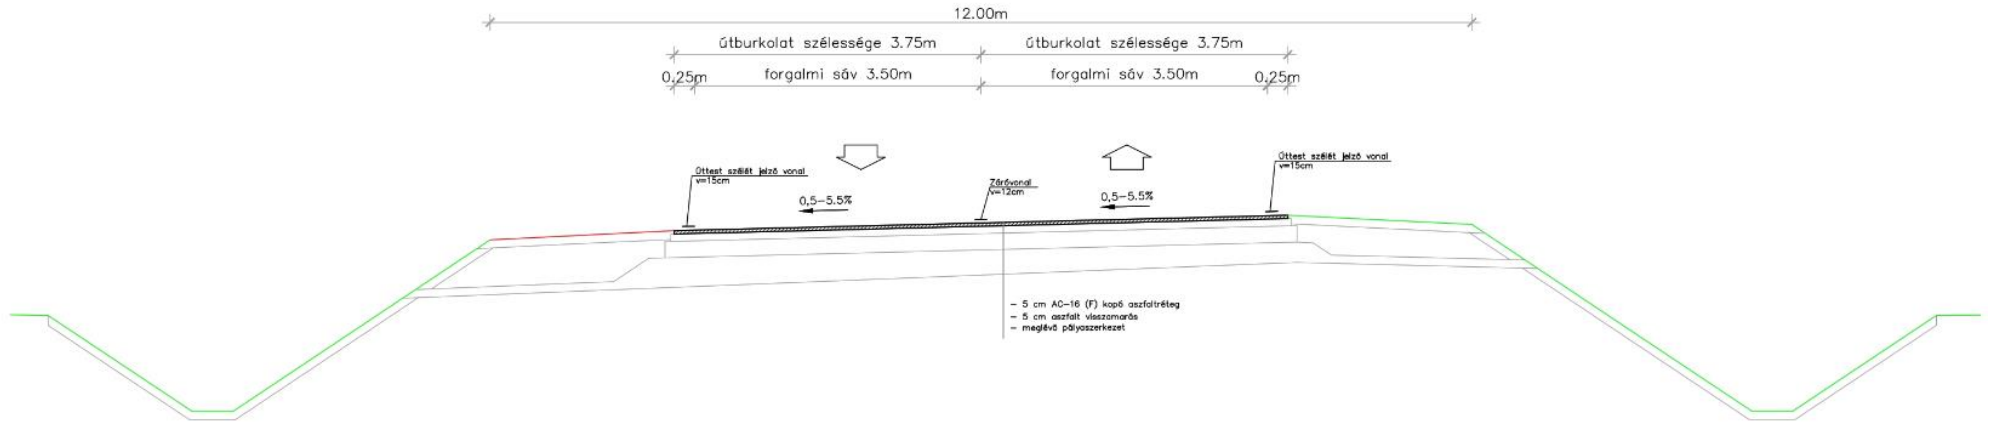 12.00m
útburkolat szélessége 3.75m
útburkolat szélessége 3.75m
0.25m
forgalmi sáv 3.50m
forgalmi sáv 3.50m
0.25m
Úttest szélét jelző vonal
v=15cm
0,5-5.5%
Záróvonal
v=12cm
0,5-5.5%
Úttest szélét jelző vonal
v=15cm
- 5 cm AC-16 (F) kopó aszfaltréteg
- 5 cm aszfalt visszamarás
- meglévő pályaszerkezet